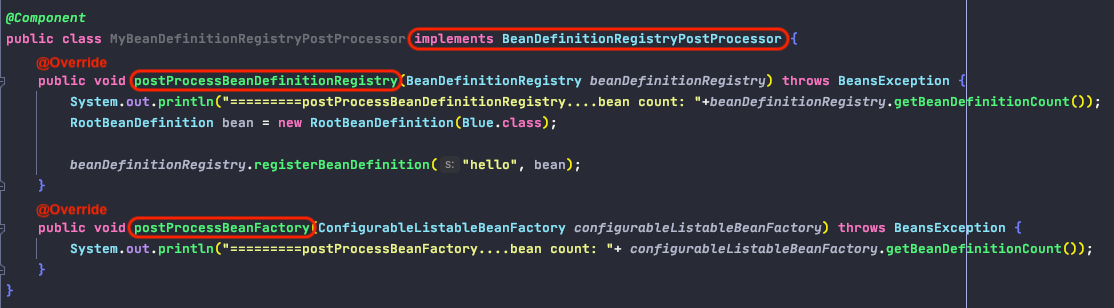 @Component
public class MyBeanDefinitionRegistryPostProcessor implements BeanDefinitionRegistryPostProcessor {
@Override
public void postProcessBeanDefinitionRegistry(BeanDefinitionRegistry beanDefinitionRegistry) throws BeansException {
System.out.println("=========postProcessBeanDefinitionRegistry....bean count: "+beanDefinitionRegistry.getBeanDefinitionCount());
RootBeanDefinition bean = new RootBeanDefinition(Blue.class);
beanDefinitionRegistry.registerBeanDefinition( s: "hello", bean);
}
@Override
public void postProcessBeanFactory(ConfigurableListableBeanFactory configurableListableBeanFactory) throws BeansException {
System.out.println("=========postProcessBeanFactory....bean count: "+ configurableListableBeanFactory.getBeanDefinitionCount());
}
}